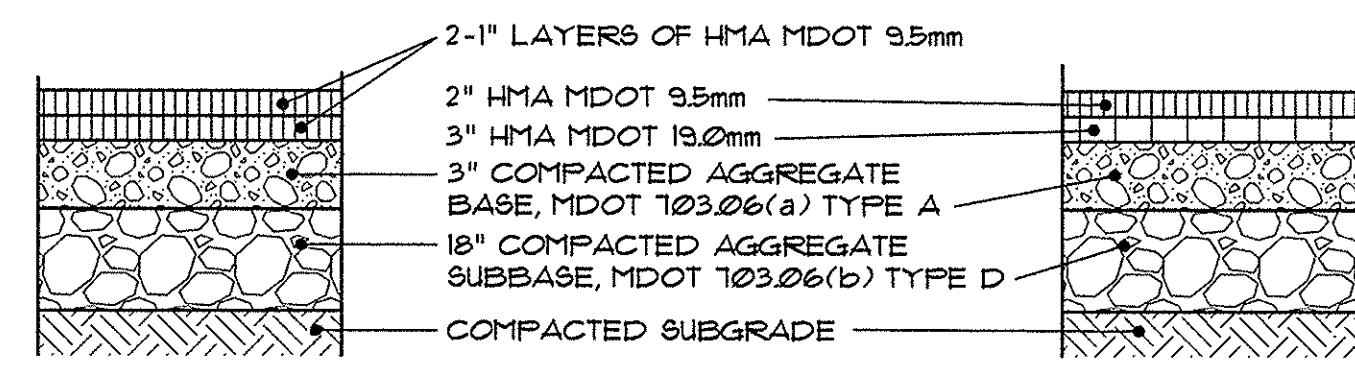 2-1" LAYERS OF HMA MDOT 9.5mm
2" HMA MDOT 9.5mm
3" HMA MDOT 19.0mm
3" COMPACTED AGGREGATE
BASE, MDOT 703.06(a) TYPE A
18" COMPACTED AGGREGATE
SUBBASE, MDOT 703.06(b) TYPE D
COMPACTED SUBGRADE